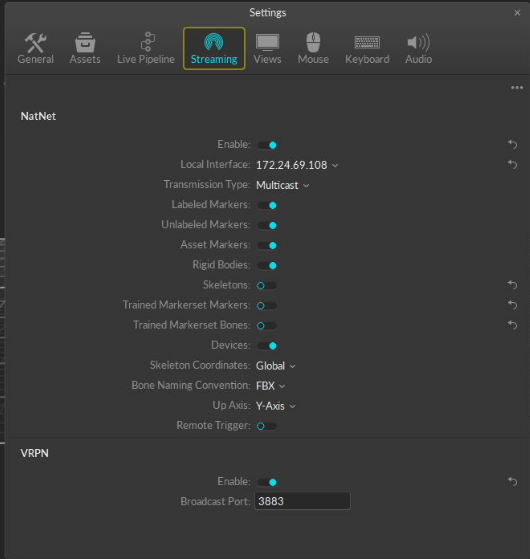 Settings
General Assets Live Pipeline Streaming Views Mouse Keyboard Audio
NatNet
Enable:
Local Interface: 172.24.69.108
Transmission Type: Multicast
Labeled Markers:
Unlabeled Markers:
Asset Markers:
Rigid Bodies:
Skeletons:
Trained Markerset Markers:
Trained Markerset Bones:
Devices:
Skeleton Coordinates: Global
Bone Naming Convention: FBX
Up Axis: Y-Axis
Remote Trigger:
VRPN
Enable:
Broadcast Port: 3883